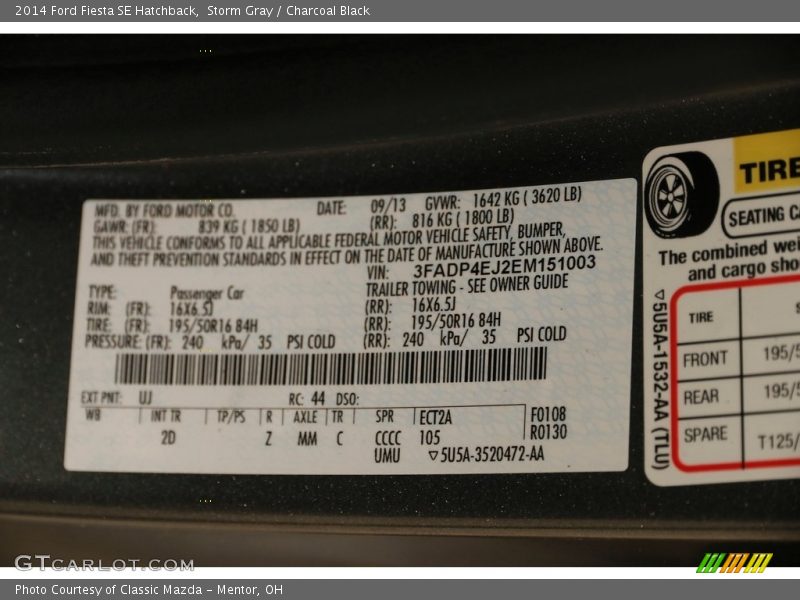 2014 Ford Fiesta SE Hatchback, Storm Gray / Charcoal Black
MFD. BY FORD MOTOR CO. DATE: 09/13 GVWR: 1642 KG ( 3620 LB)
GAWR: (FR): 839 KG ( 1850 LB) (RR): 816 KG ( 1800 LB)
THIS VEHICLE CONFORMS TO ALL APPLICABLE FEDERAL MOTOR VEHICLE SAFETY, BUMPER,
AND THEFT PREVENTION STANDARDS IN EFFECT ON THE DATE OF MANUFACTURE SHOWN ABOVE.
VIN: 3FADP4EJ2EM151003
TYPE: Passenger Car TRAILER TOWING - SEE OWNER GUIDE
RIM: (FR): 16X6.5J (RR): 16X6.5J
TIRE: (FR): 195/50R16 84H (RR): 195/50R16 84H
PRESSURE: (FR): 240 kPa/ 35 PSI COLD (RR): 240 kPa/ 35 PSI COLD
EXT PNT: UJ RC: 44 DSO:
WB INT TR TP/PS R AXLE TR SPR ECT2A F0108
2D Z MM C CCCC 105 R0130
UMU ▽5U5A-3520472-AA
TIRE
SEATING
The combined
and cargo
▽5U5A-1532-AA (TLU)
TIRE
FRONT 195/
REAR 195/
SPARE T125/
GTCarLot.com
Photo Courtesy of Classic Mazda - Mentor, OH